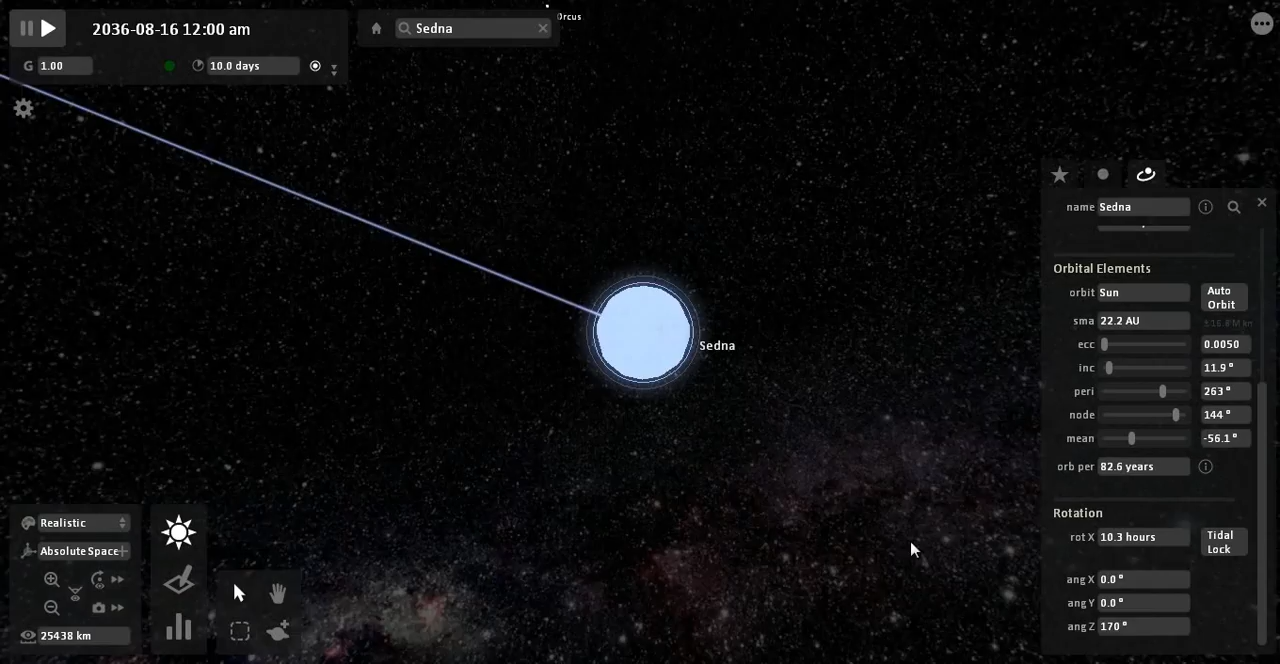 2036-08-16 12:00 am
Sedna
Orcus
G 1.00
10.0 days
Sedna
name Sedna
Orbital Elements
orbit Sun
Auto Orbit
sma 22.2 AU
ecc 0.0050
inc 11.9 °
peri 263 °
node 144 °
mean -56.1 °
orb per 82.6 years
Rotation
rot X 10.3 hours
Tidal Lock
ang X 0.0 °
ang Y 0.0 °
ang Z 170 °
Realistic
Absolute Space
25438 km